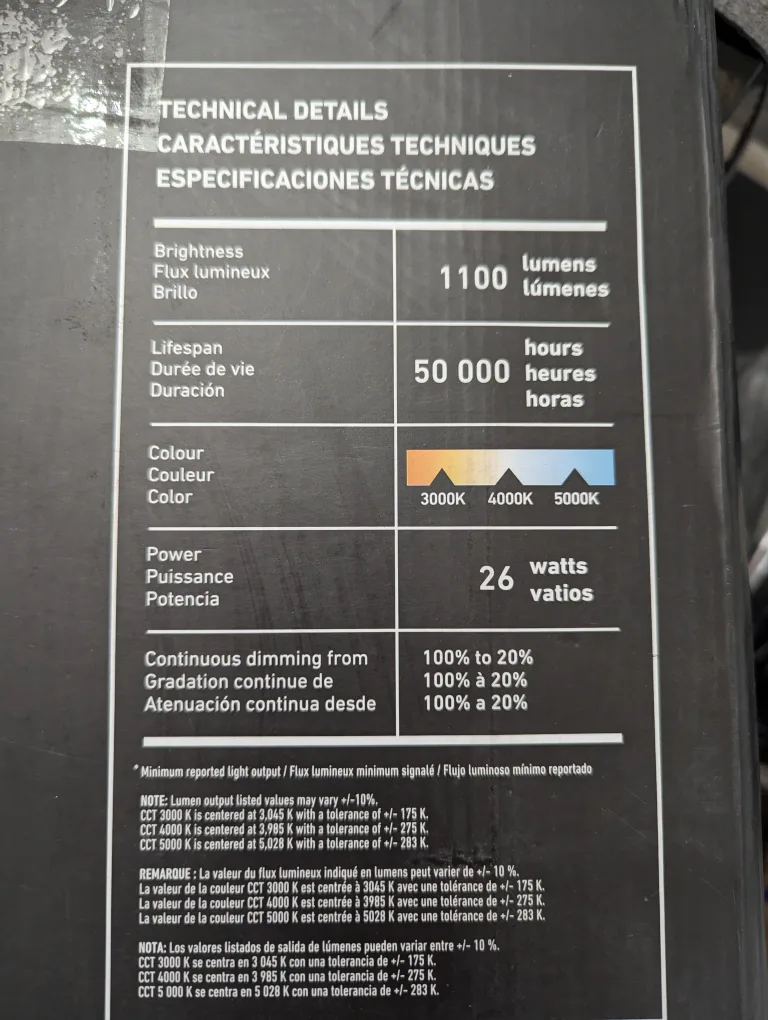 TECHNICAL DETAILS
CARACTÉRISTIQUES TECHNIQUES
ESPECIFICACIONES TÉCNICAS
Brightness
Flux lumineux
Brillo
1100 lumens
lúmenes
Lifespan
Durée de vie
Duración
50 000 hours
heures
horas
Colour
Couleur
Color
3000K 4000K 5000K
Power
Puissance
Potencia
26 watts
vatios
Continuous dimming from
Gradation continue de
Atenuación continua desde
100% to 20%
100% à 20%
100% a 20%
* Minimum reported light output / Flux lumineux minimum signalé / Flujo luminoso mínimo reportado
NOTE: Lumen output listed values may vary +/-10%.
CCT 3000 K is centered at 3,045 K with a tolerance of +/- 175 K.
CCT 4000 K is centered at 3,985 K with a tolerance of +/- 275 K.
CCT 5000 K is centered at 5,028 K with a tolerance of +/- 283 K.
REMARQUE : La valeur du flux lumineux indiqué en lumens peut varier de +/- 10 %.
La valeur de la couleur CCT 3000 K est centrée à 3045 K avec une tolérance de +/- 175 K.
La valeur de la couleur CCT 4000 K est centrée à 3985 K avec une tolérance de +/- 275 K.
La valeur de la couleur CCT 5000 K est centrée à 5028 K avec une tolérance de +/- 283 K.
NOTA: Los valores listados de salida de lúmenes pueden variar entre +/- 10 %.
CCT 3000 K se centra en 3 045 K con una tolerancia de +/- 175 K.
CCT 4000 K se centra en 3 985 K con una tolerancia de +/- 275 K.
CCT 5 000 K se centra en 5 028 K con una tolerancia de +/- 283 K.